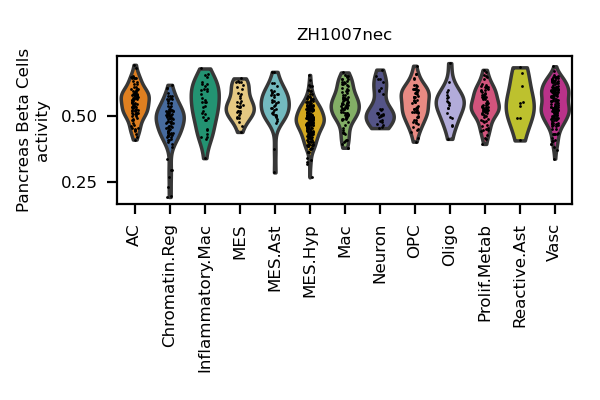 ZH1007nec
Pancreas Beta Cells
activity
0.50
0.25
AC
Chromatin.Reg
Inflammatory.Mac
MES
MES.Ast
MES.Hyp
Mac
Neuron
OPC
Oligo
Prolif.Metab
Reactive.Ast
Vasc